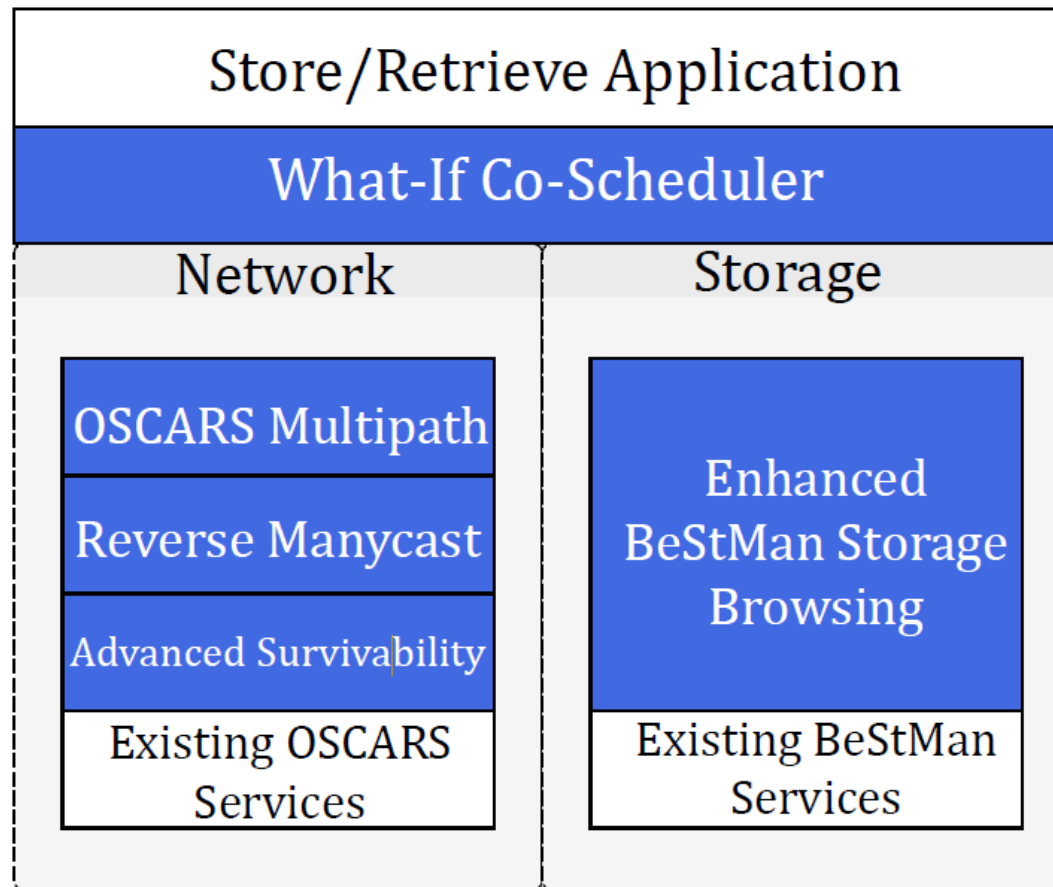 Store/Retrieve Application
What-If Co-Scheduler
Network
Storage
OSCARS Multipath
Reverse Manycast
Advanced Survivability
Existing OSCARS
Services
Enhanced
BeStMan Storage
Browsing
Existing BeStMan
Services